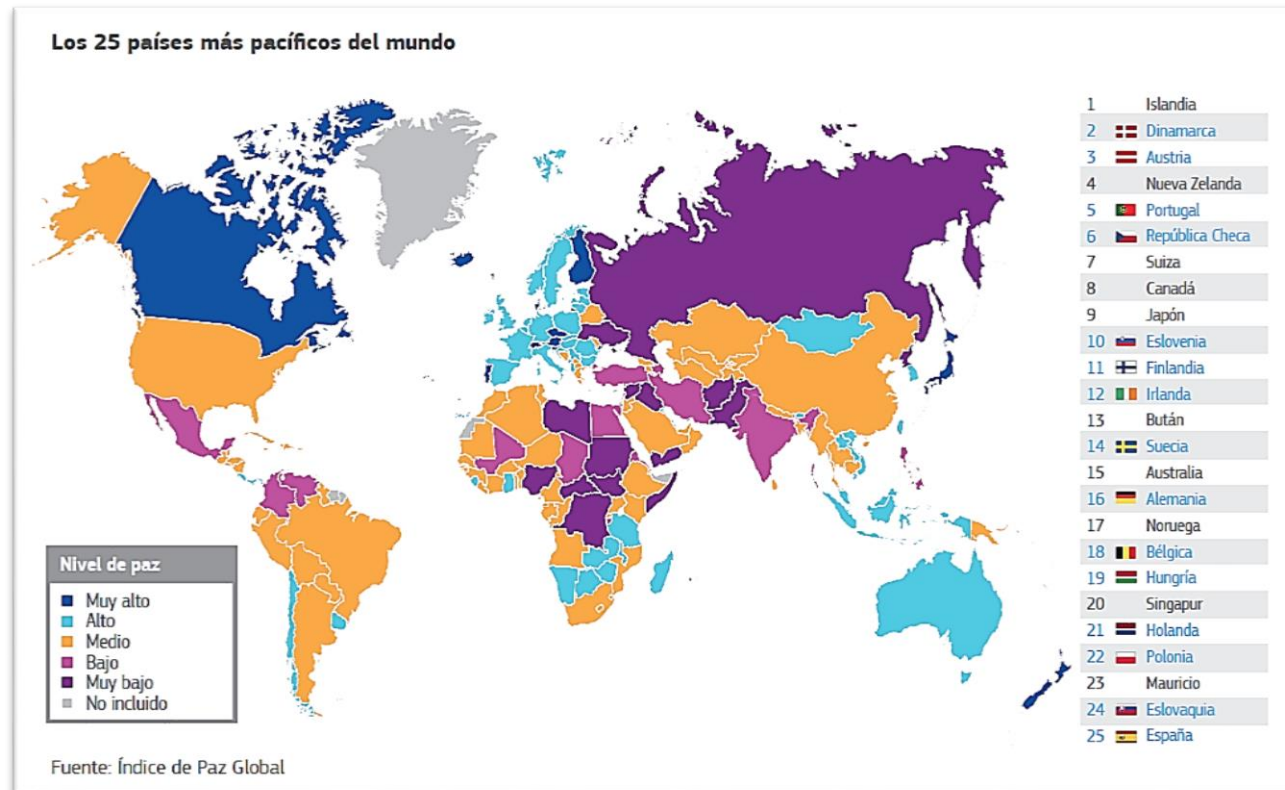 Los 25 países más pacíficos del mundo
1 Islandia
2 Dinamarca
3 Austria
4 Nueva Zelanda
5 Portugal
6 República Checa
7 Suiza
8 Canadá
9 Japón
10 Eslovenia
11 Finlandia
12 Irlanda
13 Bután
14 Suecia
15 Australia
16 Alemania
17 Noruega
18 Bélgica
19 Hungría
20 Singapur
21 Holanda
22 Polonia
23 Mauricio
24 Eslovaquia
25 España
Nivel de paz
Muy alto
Alto
Medio
Bajo
Muy bajo
No incluido
Fuente: Índice de Paz Global